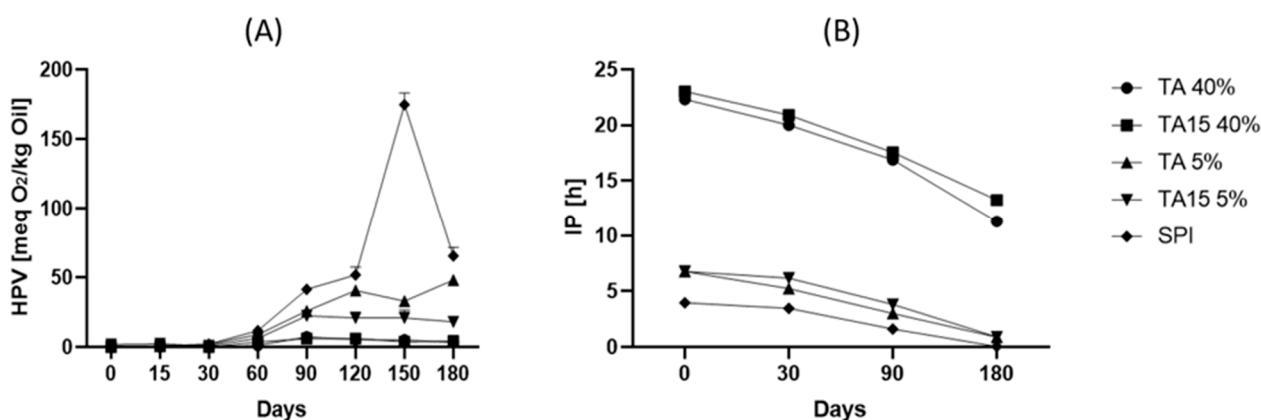 (A)
HPV [meq O₂/kg Oil]
200
150
100
50
0
0 15 30 60 90 120 150 180
Days
(B)
IP [h]
25
20
15
10
5
0
0 30 90 180
Days
TA 40%
TA15 40%
TA 5%
TA15 5%
SPI